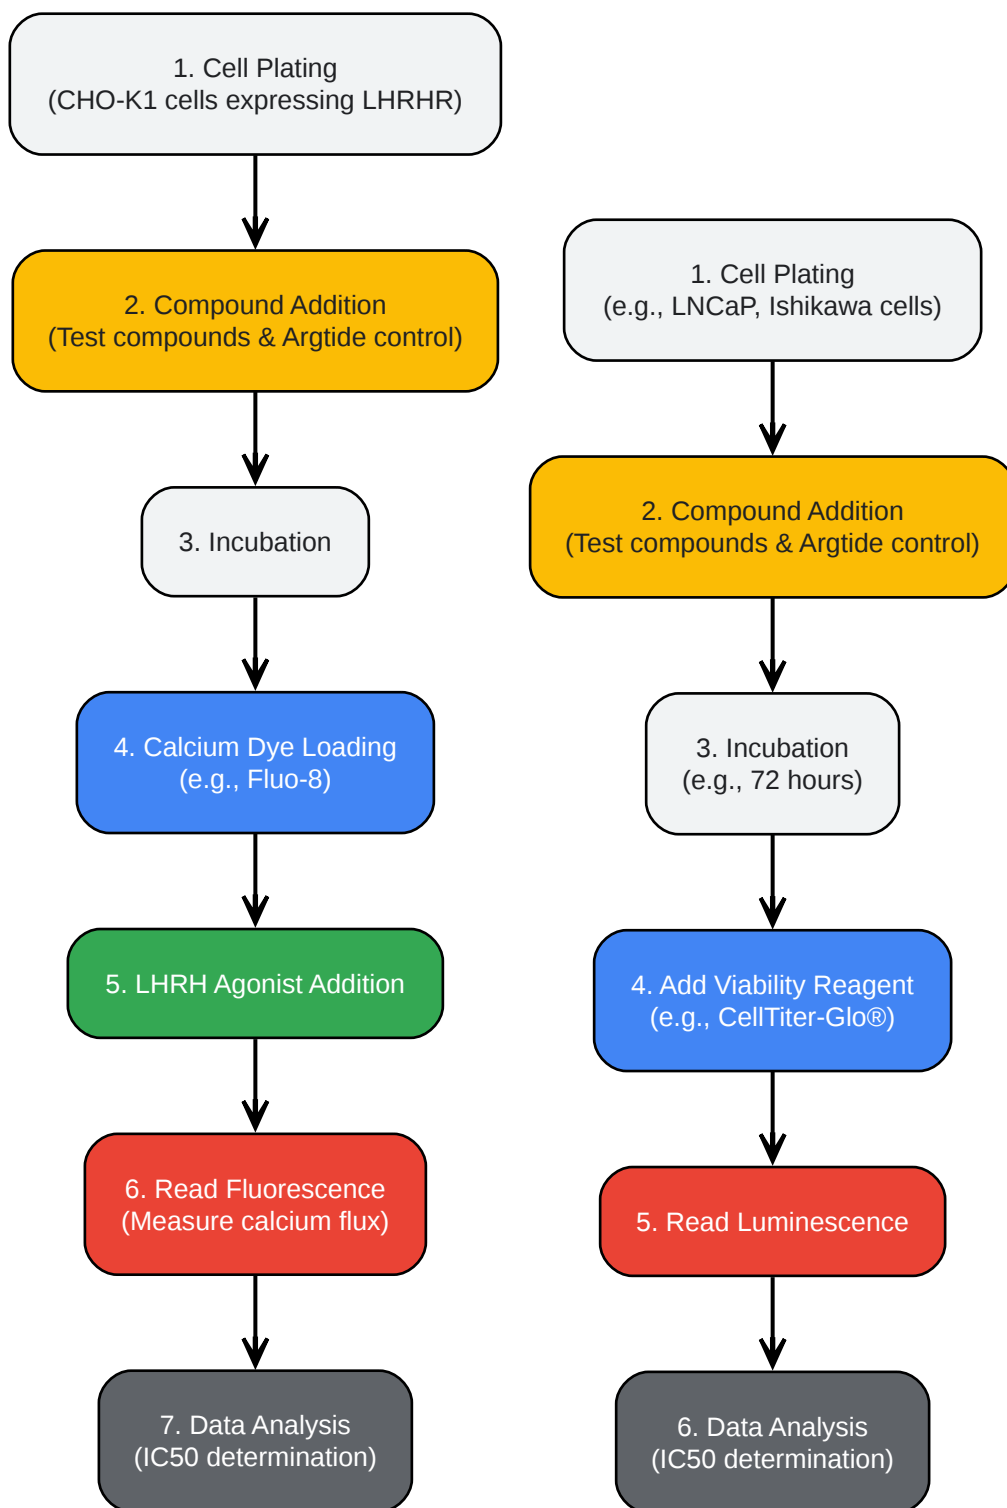 1. Cell Plating
(CHO-K1 cells expressing LHRHR)
2. Compound Addition
(Test compounds & Argtide control)
3. Incubation
4. Calcium Dye Loading
(e.g., Fluo-8)
5. LHRH Agonist Addition
6. Read Fluorescence
(Measure calcium flux)
7. Data Analysis
(IC50 determination)
1. Cell Plating
(e.g., LNCaP, Ishikawa cells)
2. Compound Addition
(Test compounds & Argtide control)
3. Incubation
(e.g., 72 hours)
4. Add Viability Reagent
(e.g., CellTiter-Glo®)
5. Read Luminescence
6. Data Analysis
(IC50 determination)